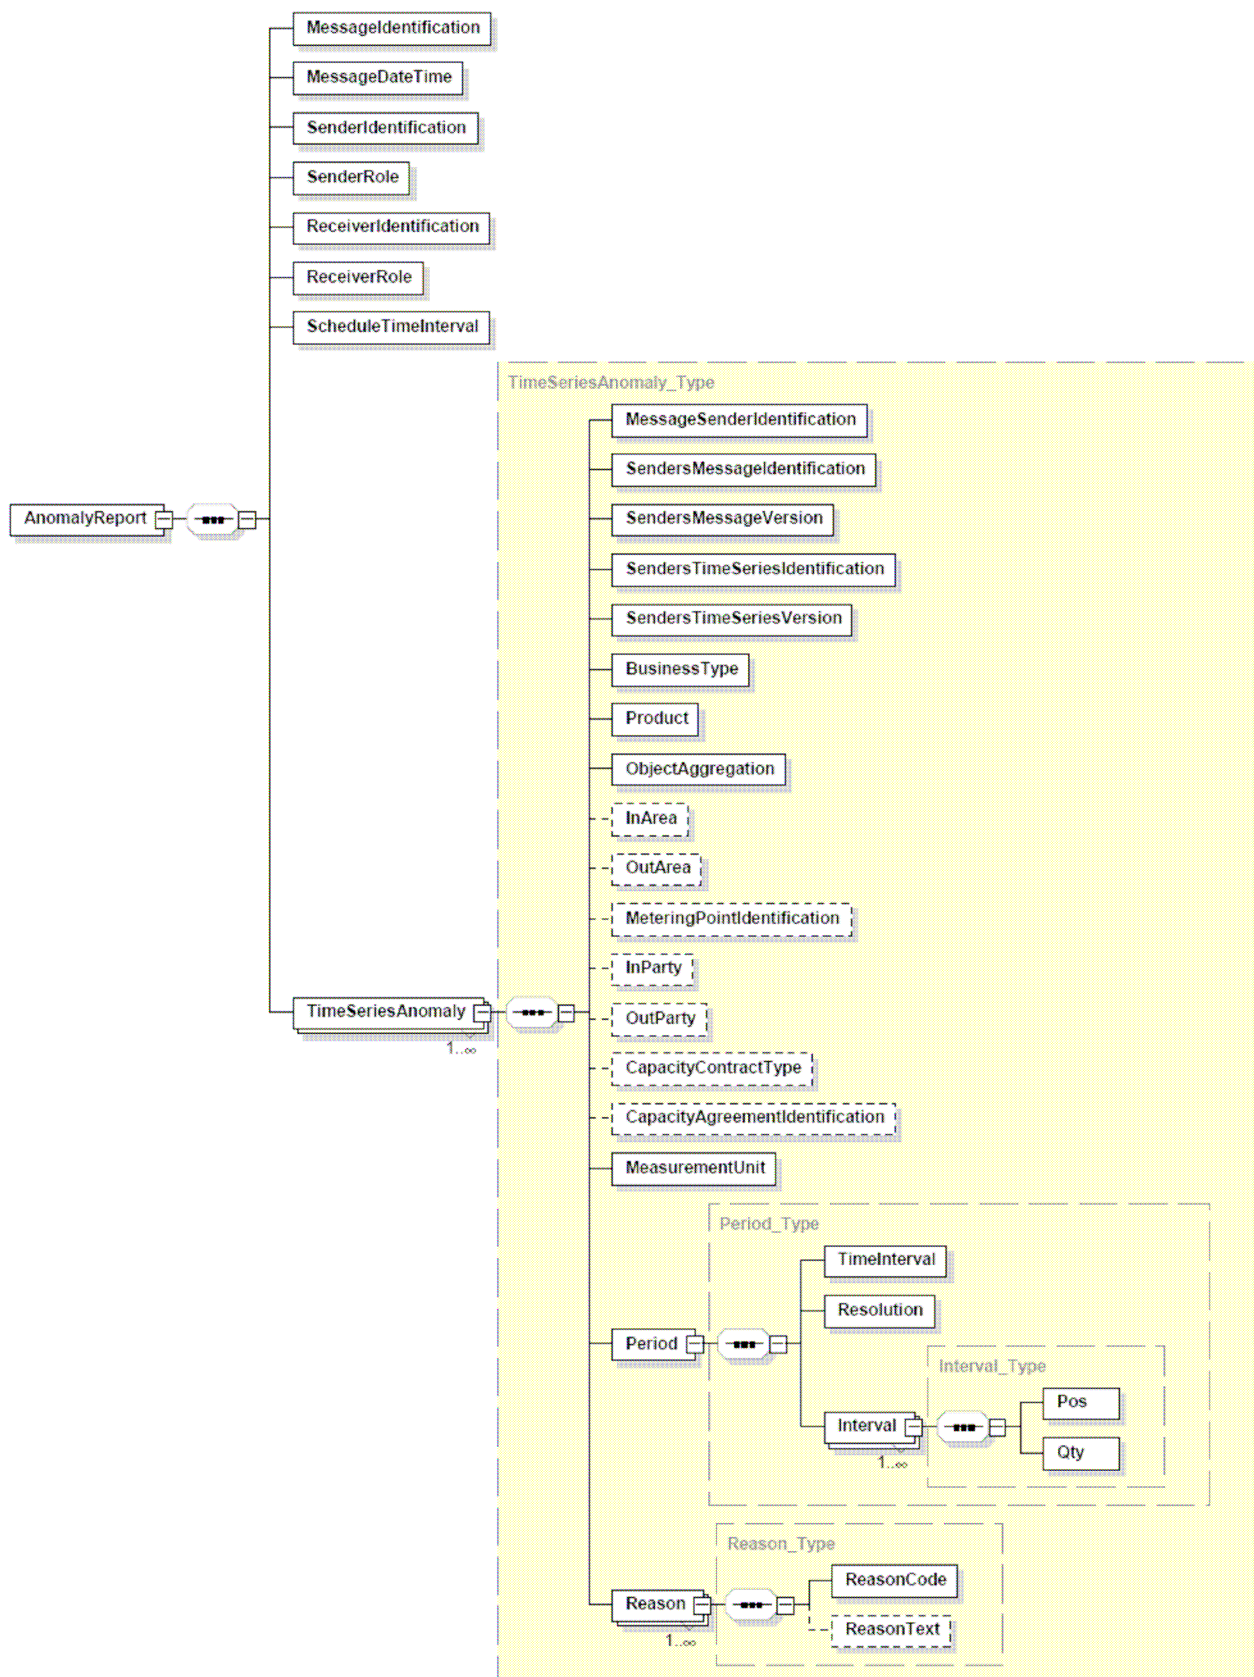 MessageIdentification
MessageDateTime
SenderIdentification
SenderRole
ReceiverIdentification
ReceiverRole
ScheduleTimeInterval
TimeSeriesAnomaly_Type
MessageSenderIdentification
SendersMessageIdentification
AnomalyReport
SendersMessageVersion
SendersTimeSeriesIdentification
SendersTimeSeriesVersion
BusinessType
Product
ObjectAggregation
InArea
OutArea
MeteringPointIdentification
InParty
TimeSeriesAnomaly
1..∞
OutParty
CapacityContractType
CapacityAgreementIdentification
MeasurementUnit
Period_Type
TimeInterval
Resolution
Period
Interval_Type
Interval
1..∞
Pos
Qty
Reason_Type
ReasonCode
Reason
1..∞
ReasonText